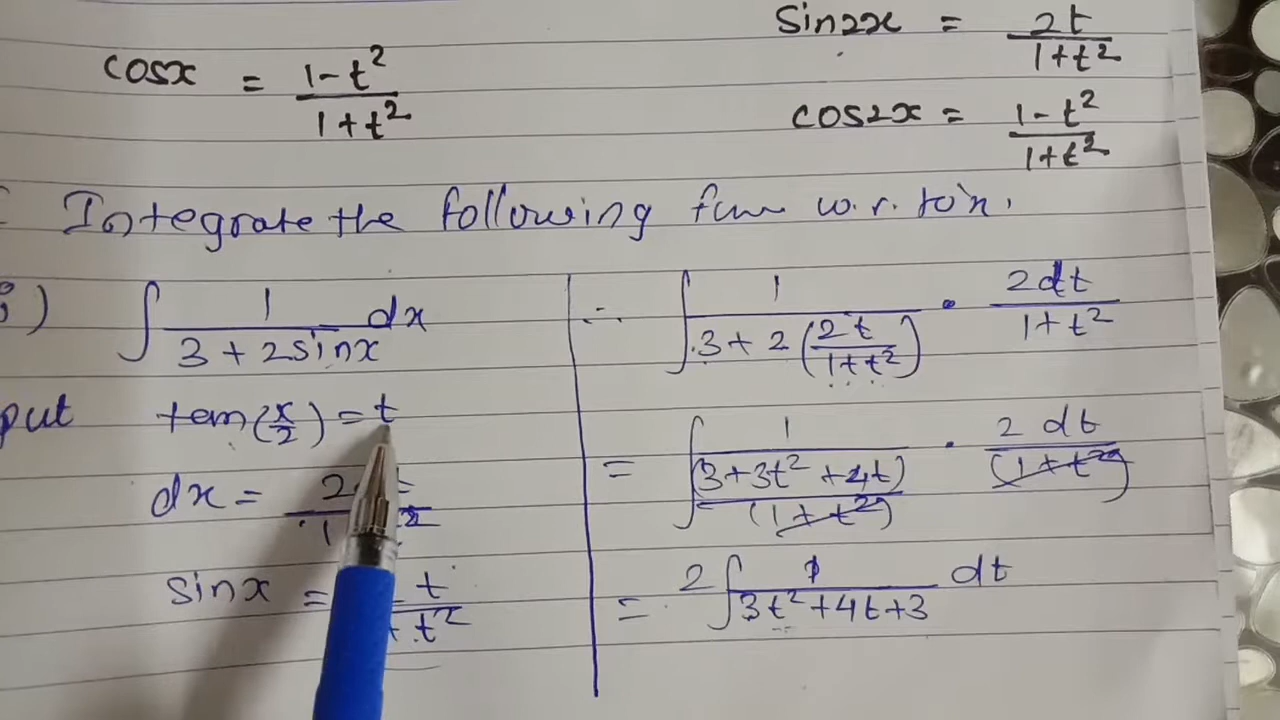 cosx = 1-t² / 1+t²
Sin2x = 2t / 1+t²
cos2x = 1-t² / 1+t²
Integrate the following w.r. to x.
) ∫ 1 / 3 + 2sinx dx
put tan(x/2) = t
dx =
sinx = t
∴ ∫ 1 / 3 + 2 (2t / 1+t²) · 2dt / 1+t²
= ∫ 1 / (3+3t² +4t) / (1+t²) · 2 dt / (1+t²)
= 2 ∫ 1 / 3t²+4t+3 dt